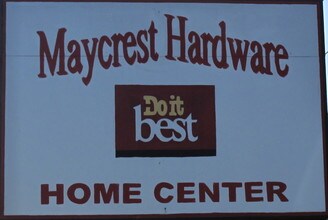 Maycrest Hardware
Do it
best
HOME CENTER